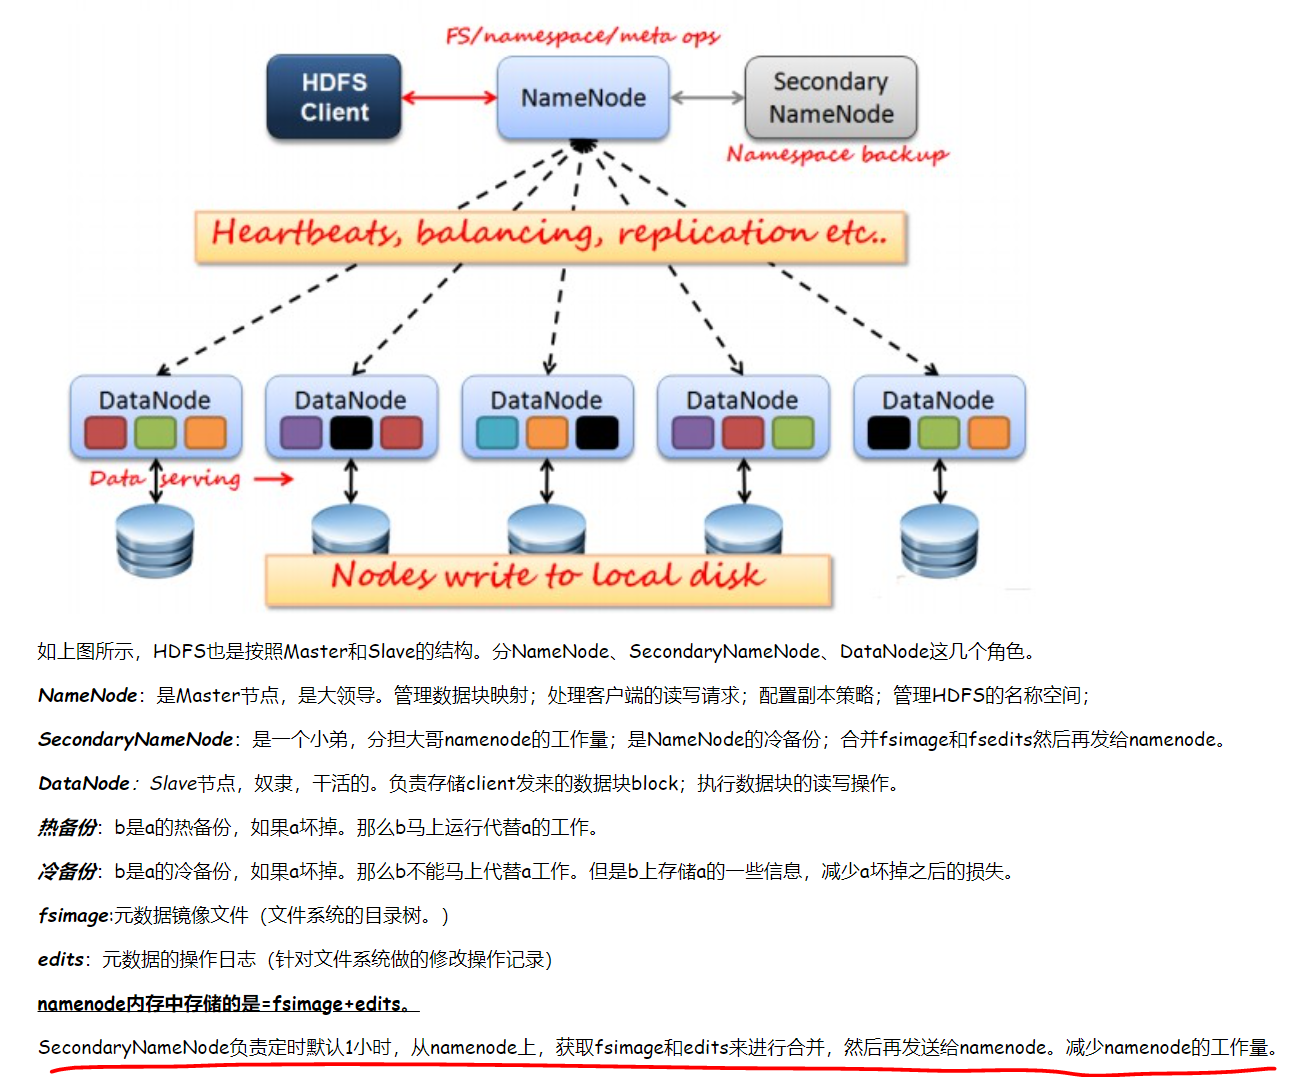 FS/namespace/meta ops
HDFS
Client
NameNode
Secondary
NameNode
Namespace backup
Heartbeats, balancing, replication etc..
DataNode
DataNode
DataNode
DataNode
DataNode
Data serving
Nodes write to local disk
如上图所示，HDFS也是按照Master和Slave的结构。分NameNode、SecondaryNameNode、DataNode这几个角色。
NameNode：是Master节点，是大领导。管理数据块映射；处理客户端的读写请求；配置副本策略；管理HDFS的名称空间；
SecondaryNameNode：是一个小弟，分担大哥namenode的工作量；是NameNode的冷备份；合并fsimage和fsedits然后再发给namenode。
DataNode：Slave节点，奴隶，干活的。负责存储client发来的数据块block；执行数据块的读写操作。
热备份：b是a的热备份，如果a坏掉。那么b马上运行代替a的工作。
冷备份：b是a的冷备份，如果a坏掉。那么b不能马上代替a工作。但是b上存储a的一些信息，减少a坏掉之后的损失。
fsimage:元数据镜像文件（文件系统的目录树。）
edits：元数据的操作日志（针对文件系统做的修改操作记录）
namenode内存中存储的是=fsimage+edits。
SecondaryNameNode负责定时默认1小时，从namenode上，获取fsimage和edits来进行合并，然后再发送给namenode。减少namenode的工作量。